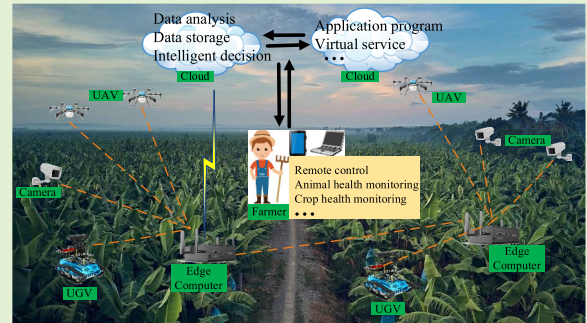 Data analysis
Data storage
Intelligent decision
Cloud
Application program
Virtual service
• • •
Cloud
UAV
UAV
Camera
Camera
Farmer
Remote control
Animal health monitoring
Crop health monitoring
• • •
Edge
Computer
Edge
Computer
UGV
UGV